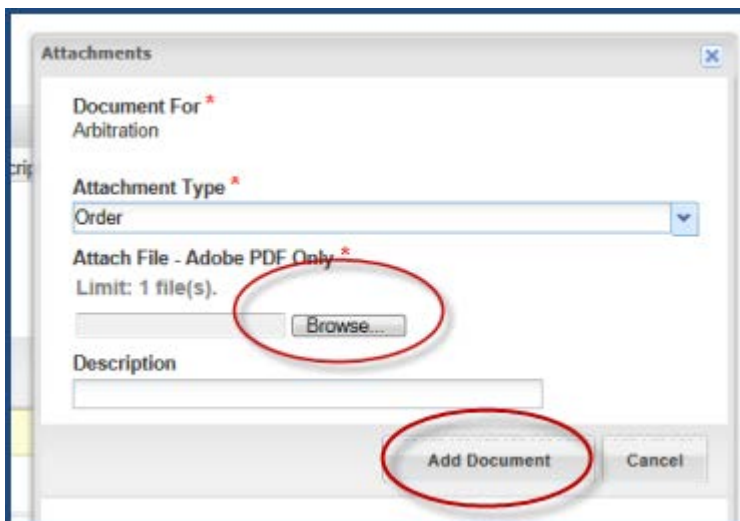 Attachments
Document For *
Arbitration
Attachment Type *
Order
Attach File - Adobe PDF Only *
Limit: 1 file(s).
Browse...
Description
Add Document Cancel